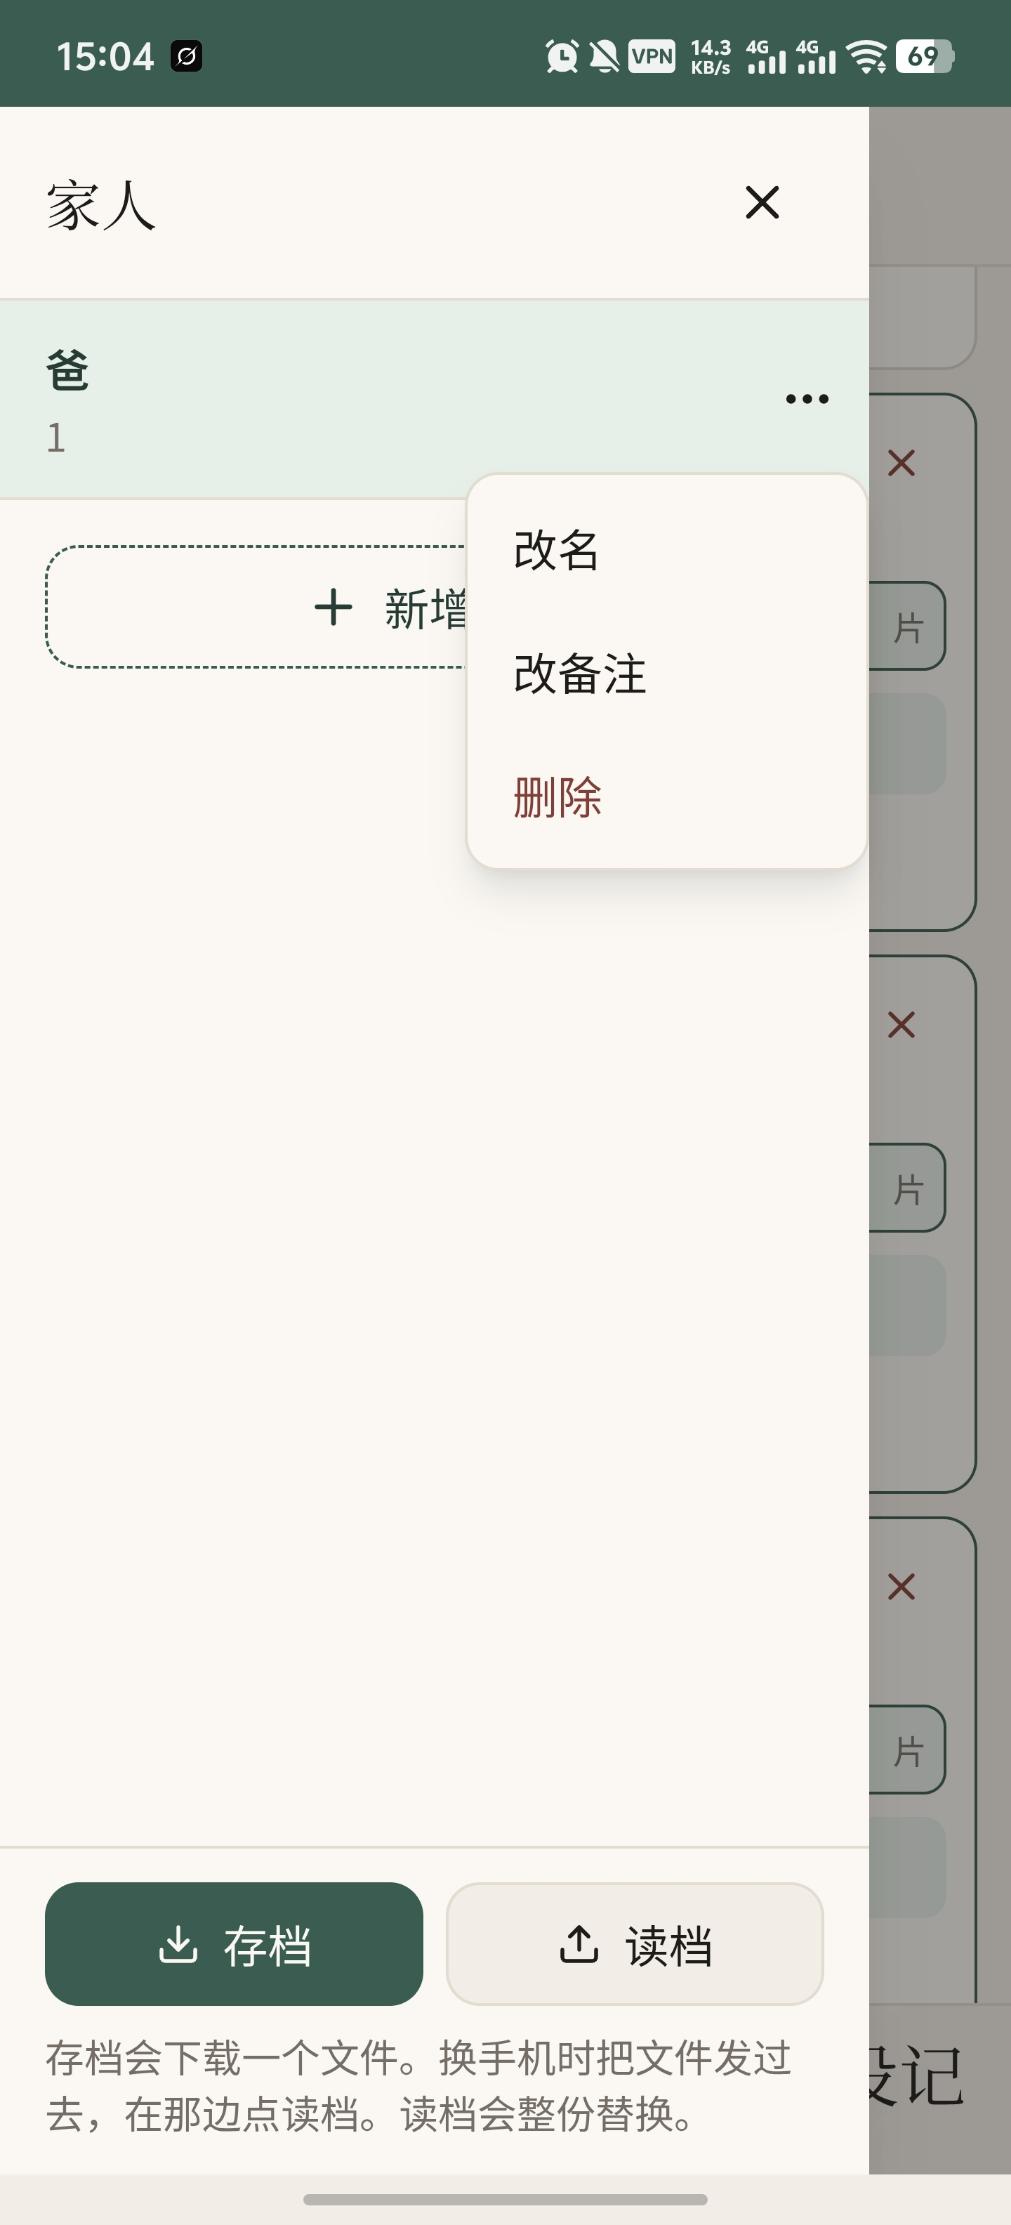 15:04
VPN
14.3 KB/s
4G
4G
69
家人
爸
1
新增
改名
改备注
删除
片
片
片
存档
读档
存档会下载一个文件。换手机时把文件发过
去，在那边点读档。读档会整份替换。
没记